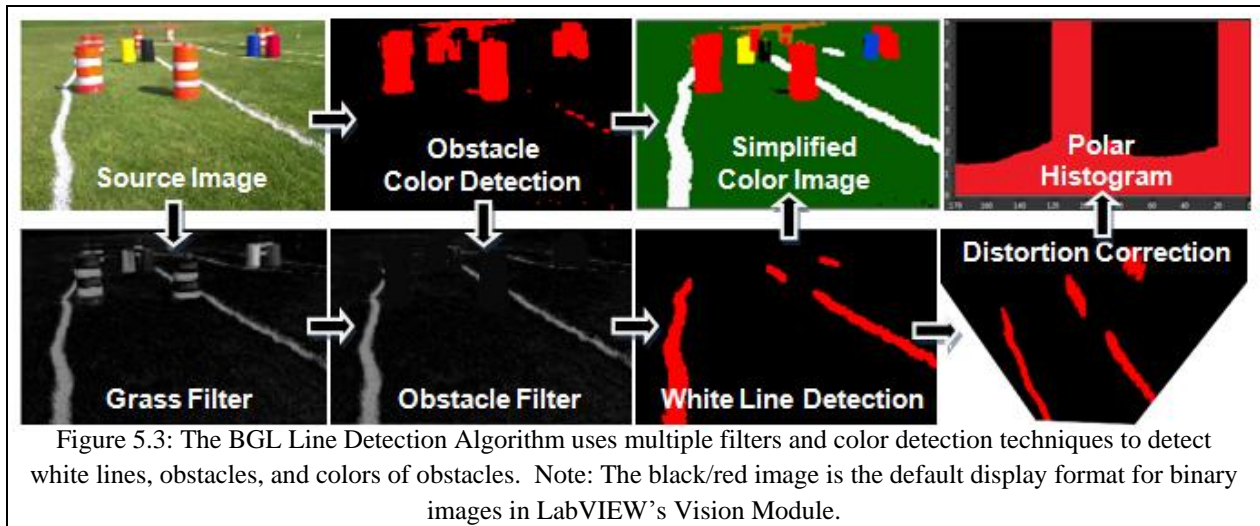 Source Image
Obstacle
Color Detection
Simplified
Color Image
Polar
Histogram
Grass Filter
Obstacle Filter
White Line Detection
Distortion Correction
Figure 5.3: The BGL Line Detection Algorithm uses multiple filters and color detection techniques to detect
white lines, obstacles, and colors of obstacles. Note: The black/red image is the default display format for binary
images in LabVIEW's Vision Module.